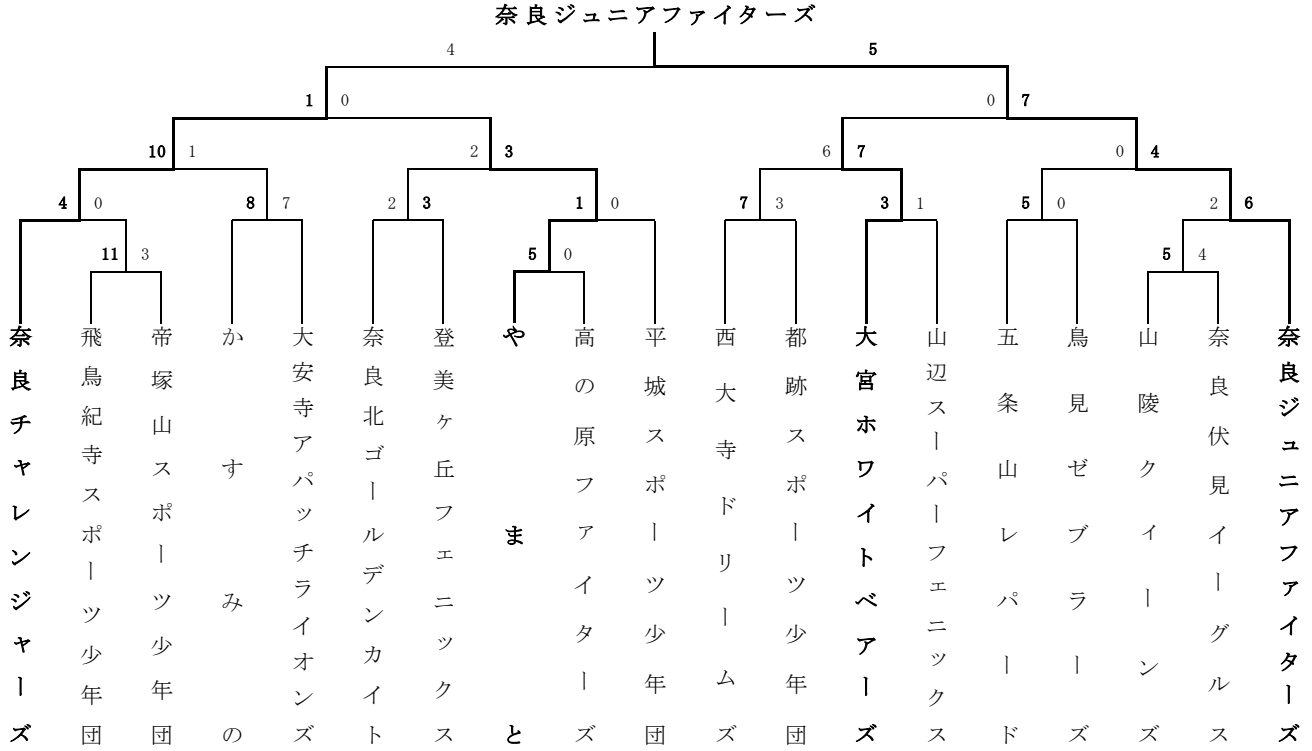 奈良ジュニアファイターズ
4 5
1 0 0 7
10 1 2 3 6 7 0 4
4 0 8 7 2 3 1 0 7 3 3 1 5 0 2 6
11 3 5 0 5 4
奈良チャレンジャーズ
飛鳥紀寺スポーツ少年団
帝塚山スポーツ少年団
かすみの
大安寺アパッチライオンズ
奈良北ゴールデンカイト
登美ヶ丘フェニックス
やまと
高の原ファイターズ
平城スポーツ少年団
西大寺ドリームズ
都跡スポーツ少年団
大宮ホワイトベアーズ
山辺スーパーフェニックス
五条山レパード
鳥見ゼブラーズ
山陵クィーンズ
奈良伏見イーグルス
奈良ジュニアファイターズ